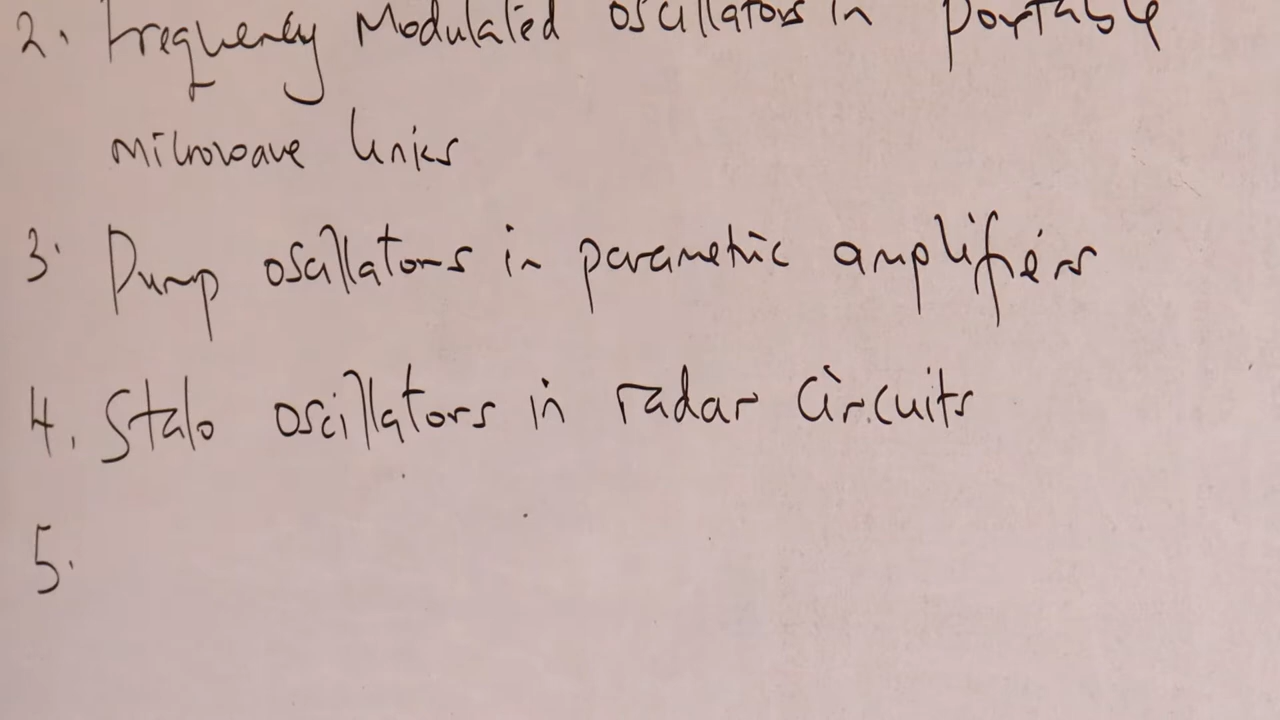 2. Frequency Modulated oscillators in portable
microwave links
3. Pump oscillators in parametric amplifiers
4. Stalo oscillators in radar circuits
5.